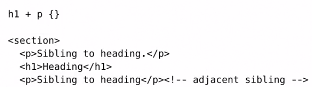 h1 + p {}
<section>
<p>Sibling to heading.</p>
<h1>Heading</h1>
<p>Sibling to heading</p><!-- adjacent sibling -->